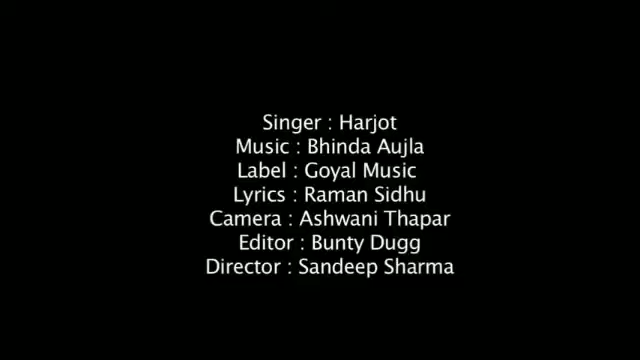 Singer : Harjot
Music : Bhinda Aujla
Label : Goyal Music
Lyrics : Raman Sidhu
Camera : Ashwani Thapar
Editor : Bunty Dugg
Director : Sandeep Sharma